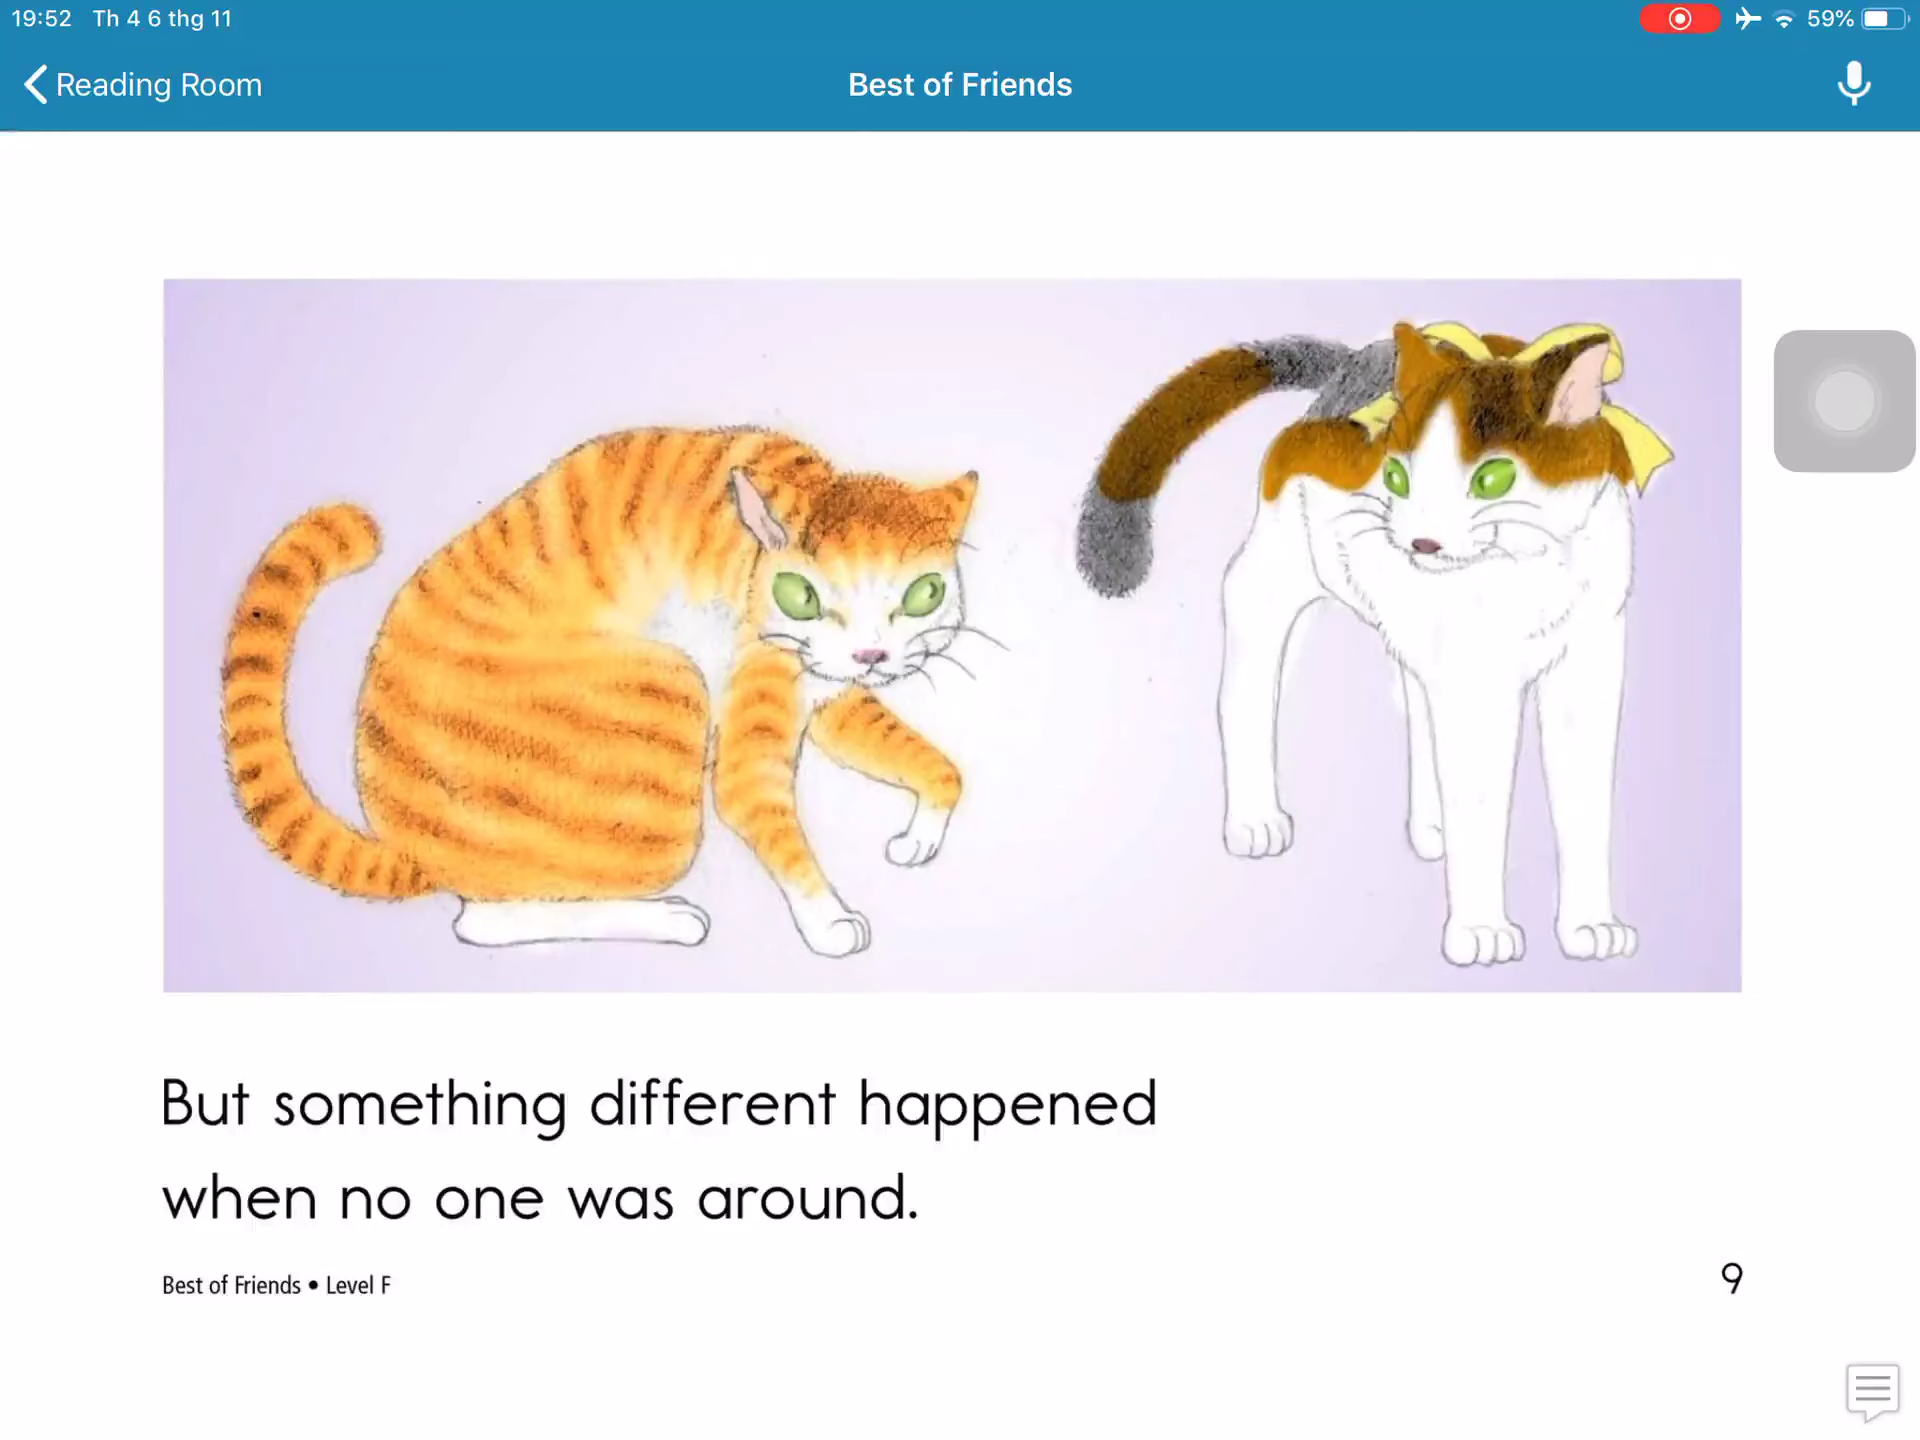 19:52 Th 4 6 thg 11
59%
Reading Room
Best of Friends
But something different happened
when no one was around.
Best of Friends • Level F
9